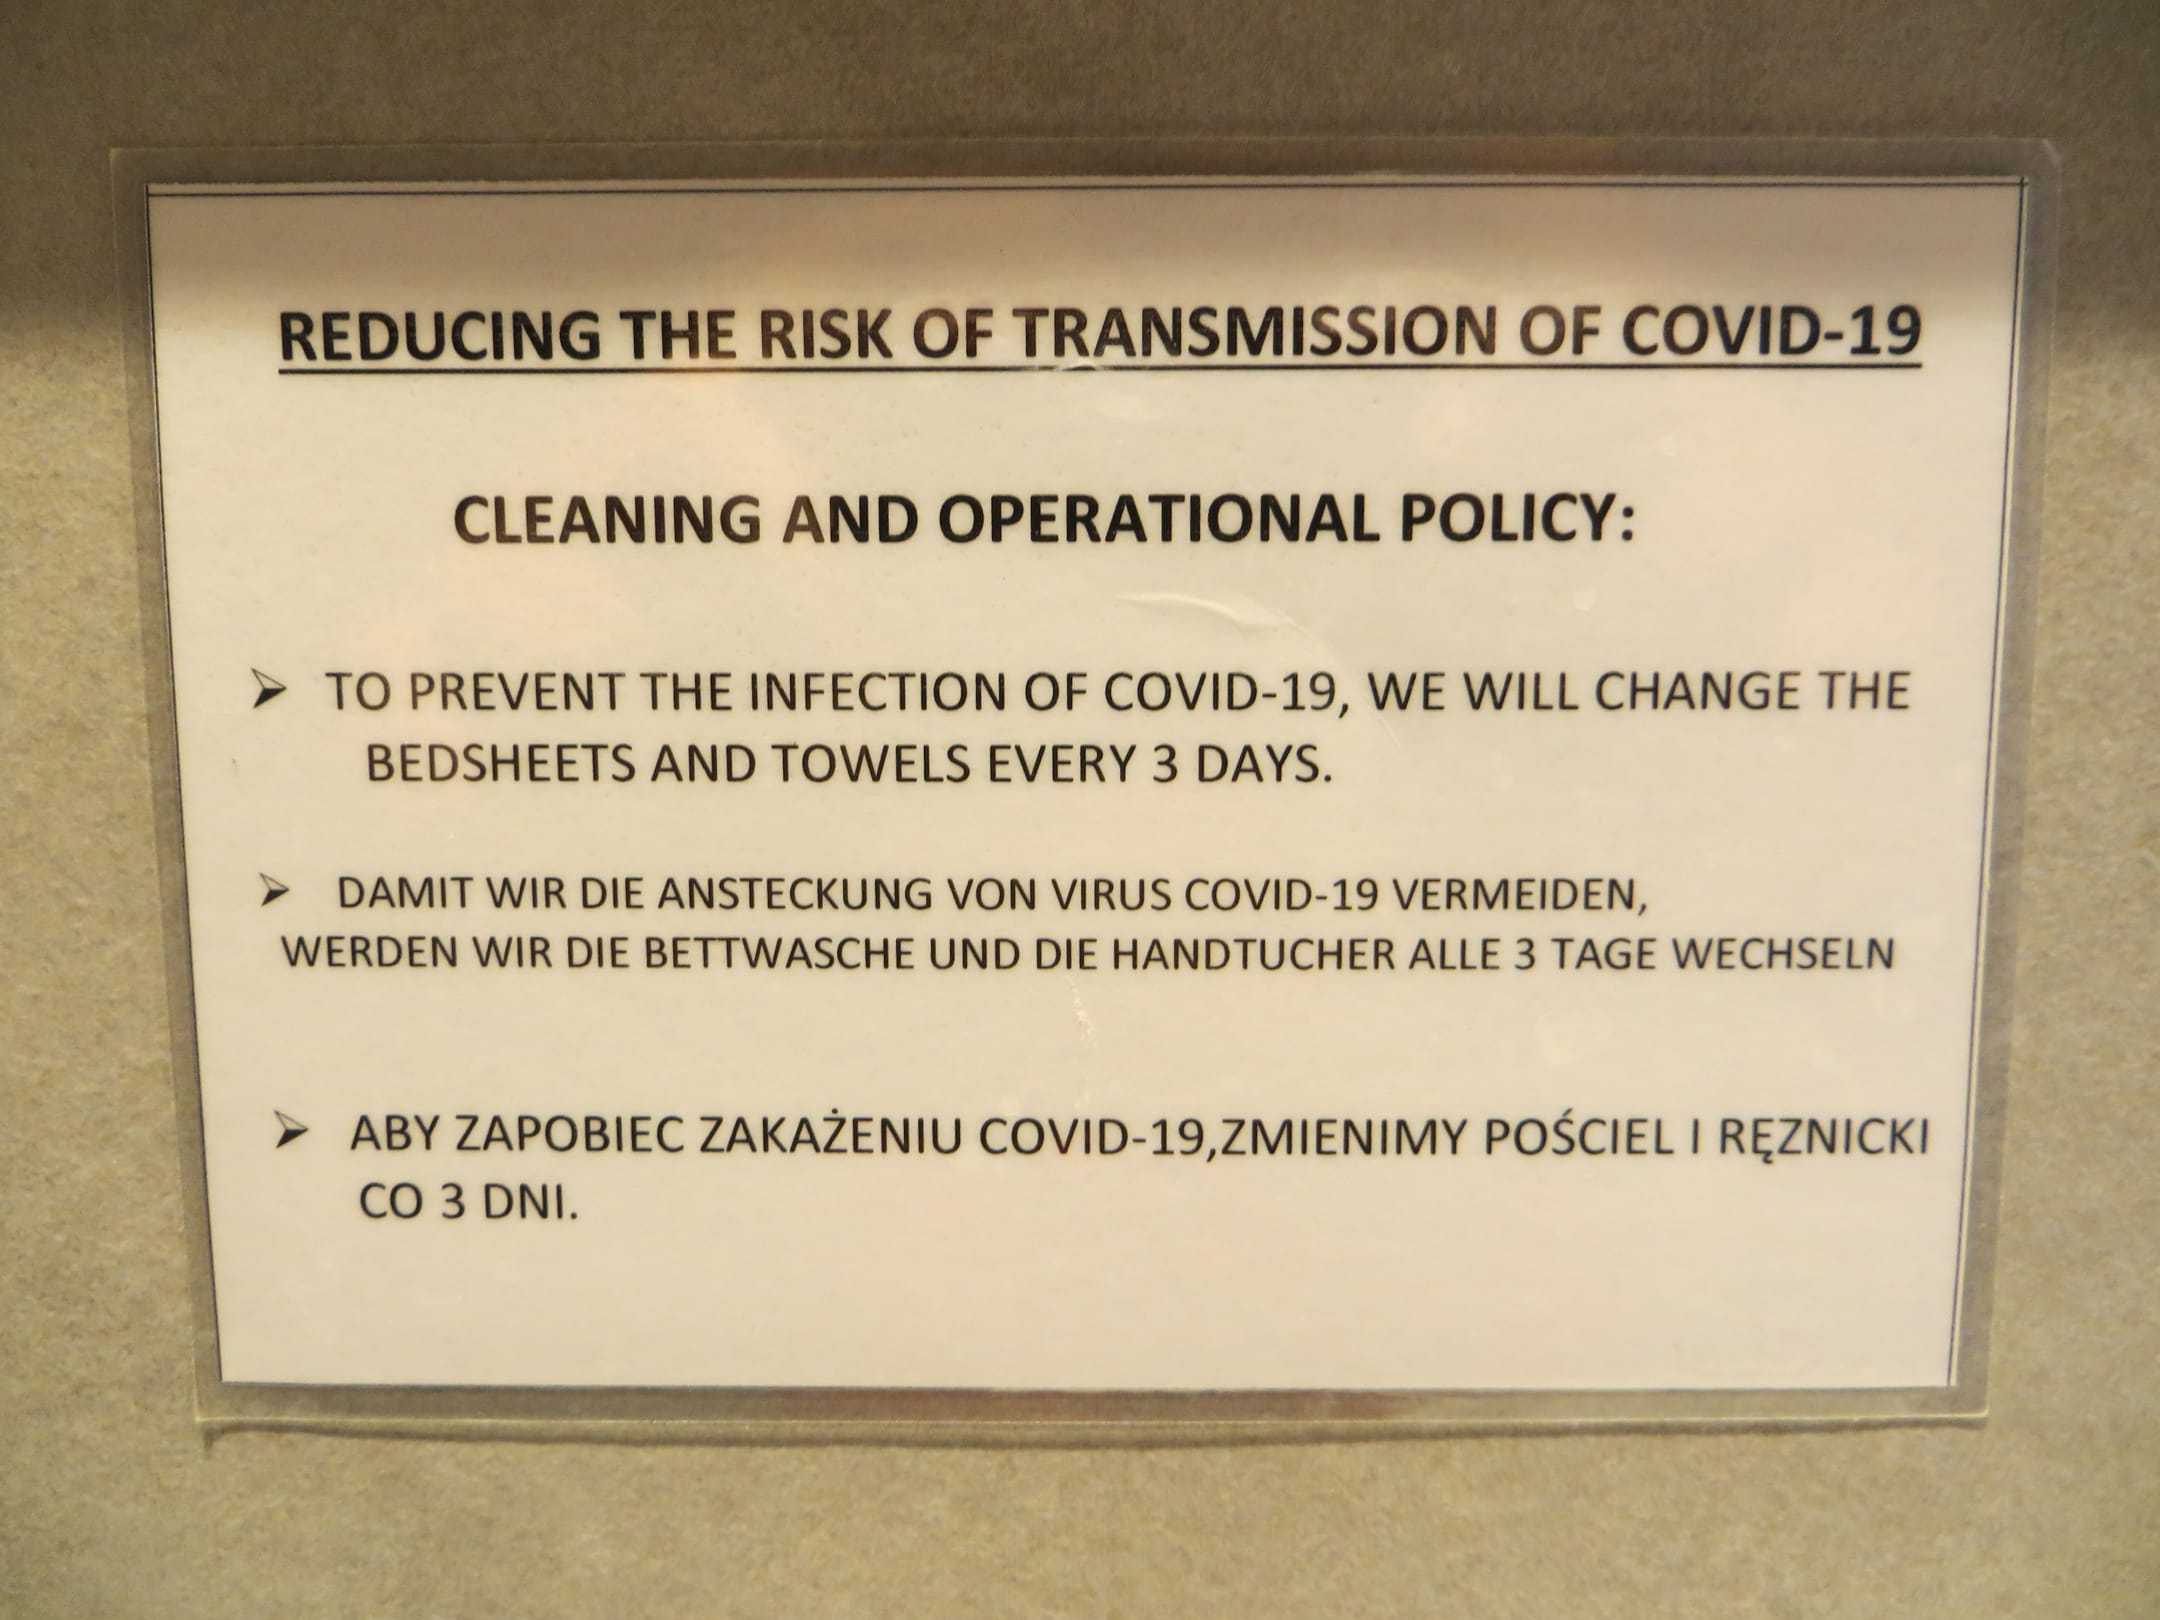 REDUCING THE RISK OF TRANSMISSION OF COVID-19
CLEANING AND OPERATIONAL POLICY:
➢ TO PREVENT THE INFECTION OF COVID-19, WE WILL CHANGE THE
BEDSHEETS AND TOWELS EVERY 3 DAYS.
➢ DAMIT WIR DIE ANSTECKUNG VON VIRUS COVID-19 VERMEIDEN,
WERDEN WIR DIE BETTWASCHE UND DIE HANDTUCHER ALLE 3 TAGE WECHSELN
➢ ABY ZAPOBIEC ZAKAŻENIU COVID-19,ZMIENIMY POŚCIEL I RĘZNICKI
CO 3 DNI.